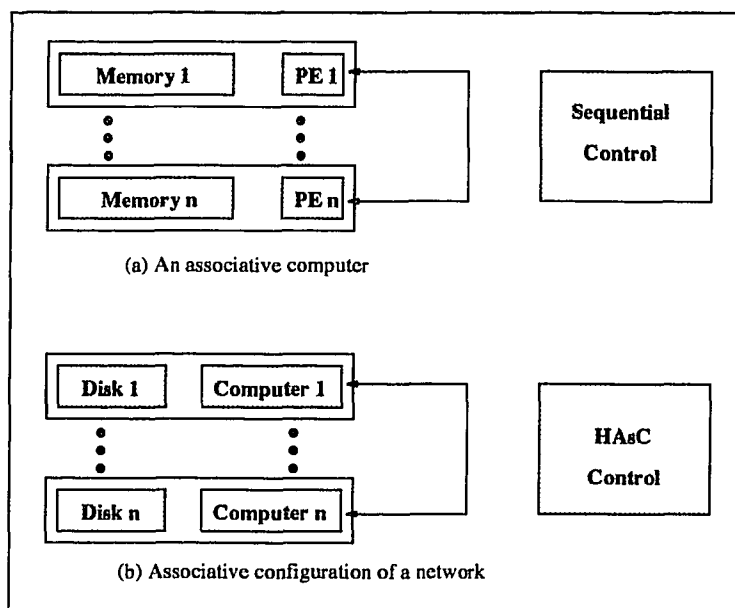 Memory 1 PE 1
Memory n PE n
Sequential
Control
(a) An associative computer
Disk 1 Computer 1
Disk n Computer n
HAsC
Control
(b) Associative configuration of a network